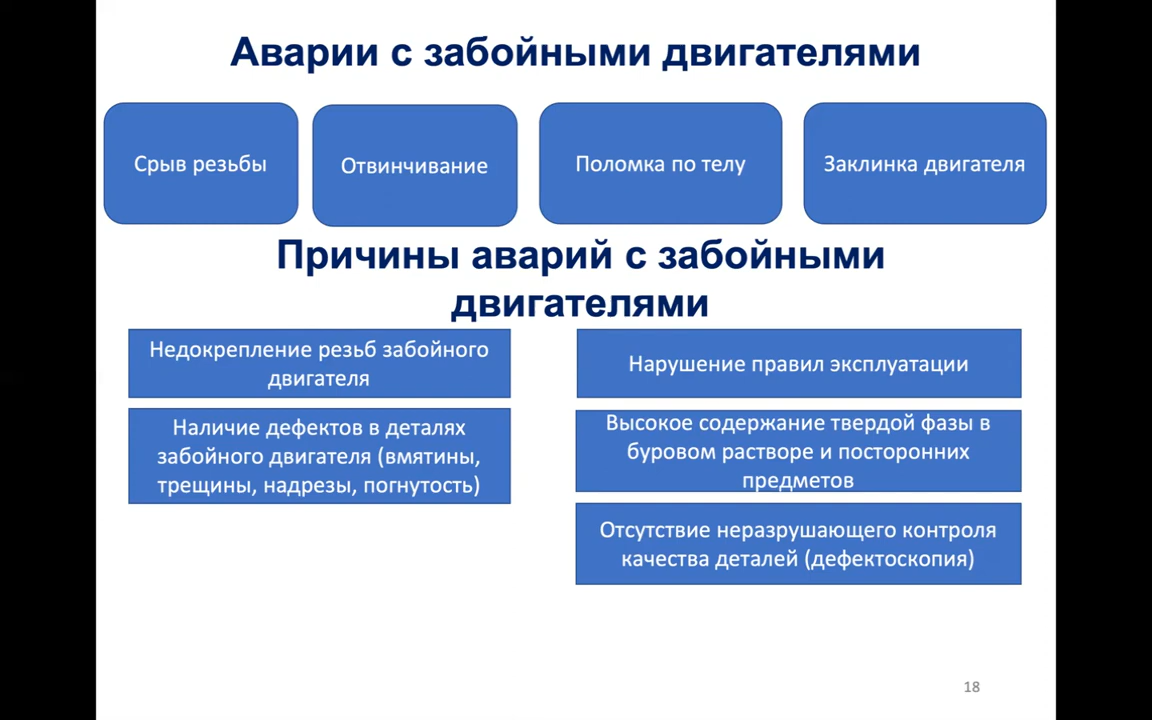 Аварии с забойными двигателями
Срыв резьбы
Отвинчивание
Поломка по телу
Заклинка двигателя
Причины аварий с забойными
двигателями
Недокрепление резьб забойного
двигателя
Нарушение правил эксплуатации
Наличие дефектов в деталях
забойного двигателя (вмятины,
трещины, надрезы, погнутость)
Высокое содержание твердой фазы в
буровом растворе и посторонних
предметов
Отсутствие неразрушающего контроля
качества деталей (дефектоскопия)
18